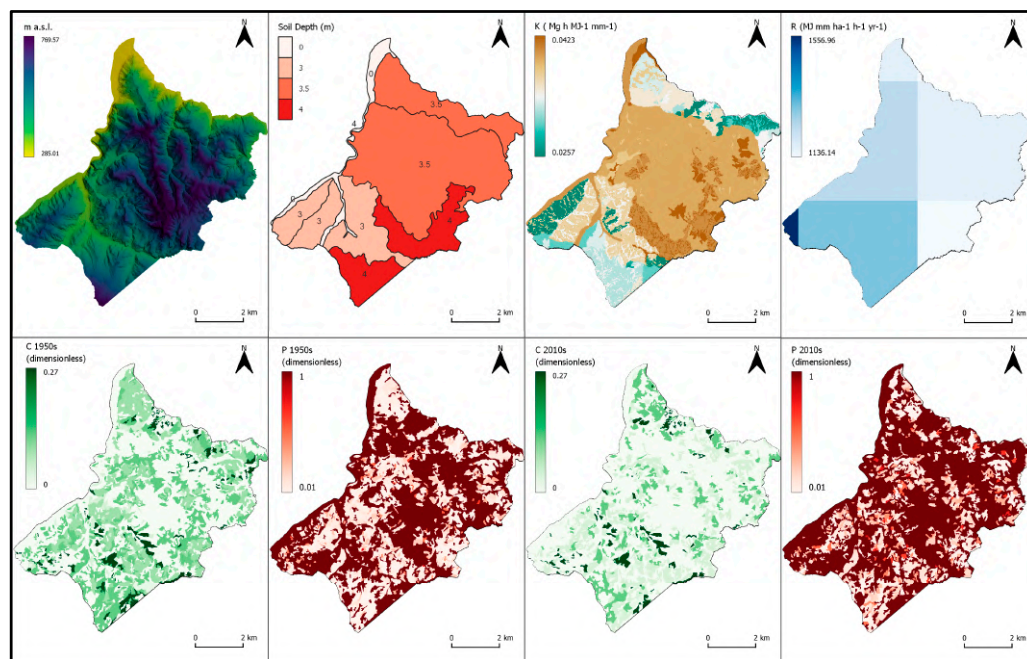 m a.s.l.
769.57
285.01
N
0 2 km
Soil Depth (m)
0
3
3.5
4
N
0
3.5
4
3.5
3
3
3
4
4
0 2 km
K ( Mg h MJ-1 mm-1)
0.0423
0.0257
N
0 2 km
R (MJ mm ha-1 h-1 yr-1)
1556.96
1136.14
N
0 2 km
C 1950s
(dimensionless)
0.27
0
N
0 2 km
P 1950s
(dimensionless)
1
0.01
N
0 2 km
C 2010s
(dimensionless)
0.27
0
N
0 2 km
P 2010s
(dimensionless)
1
0.01
N
0 2 km